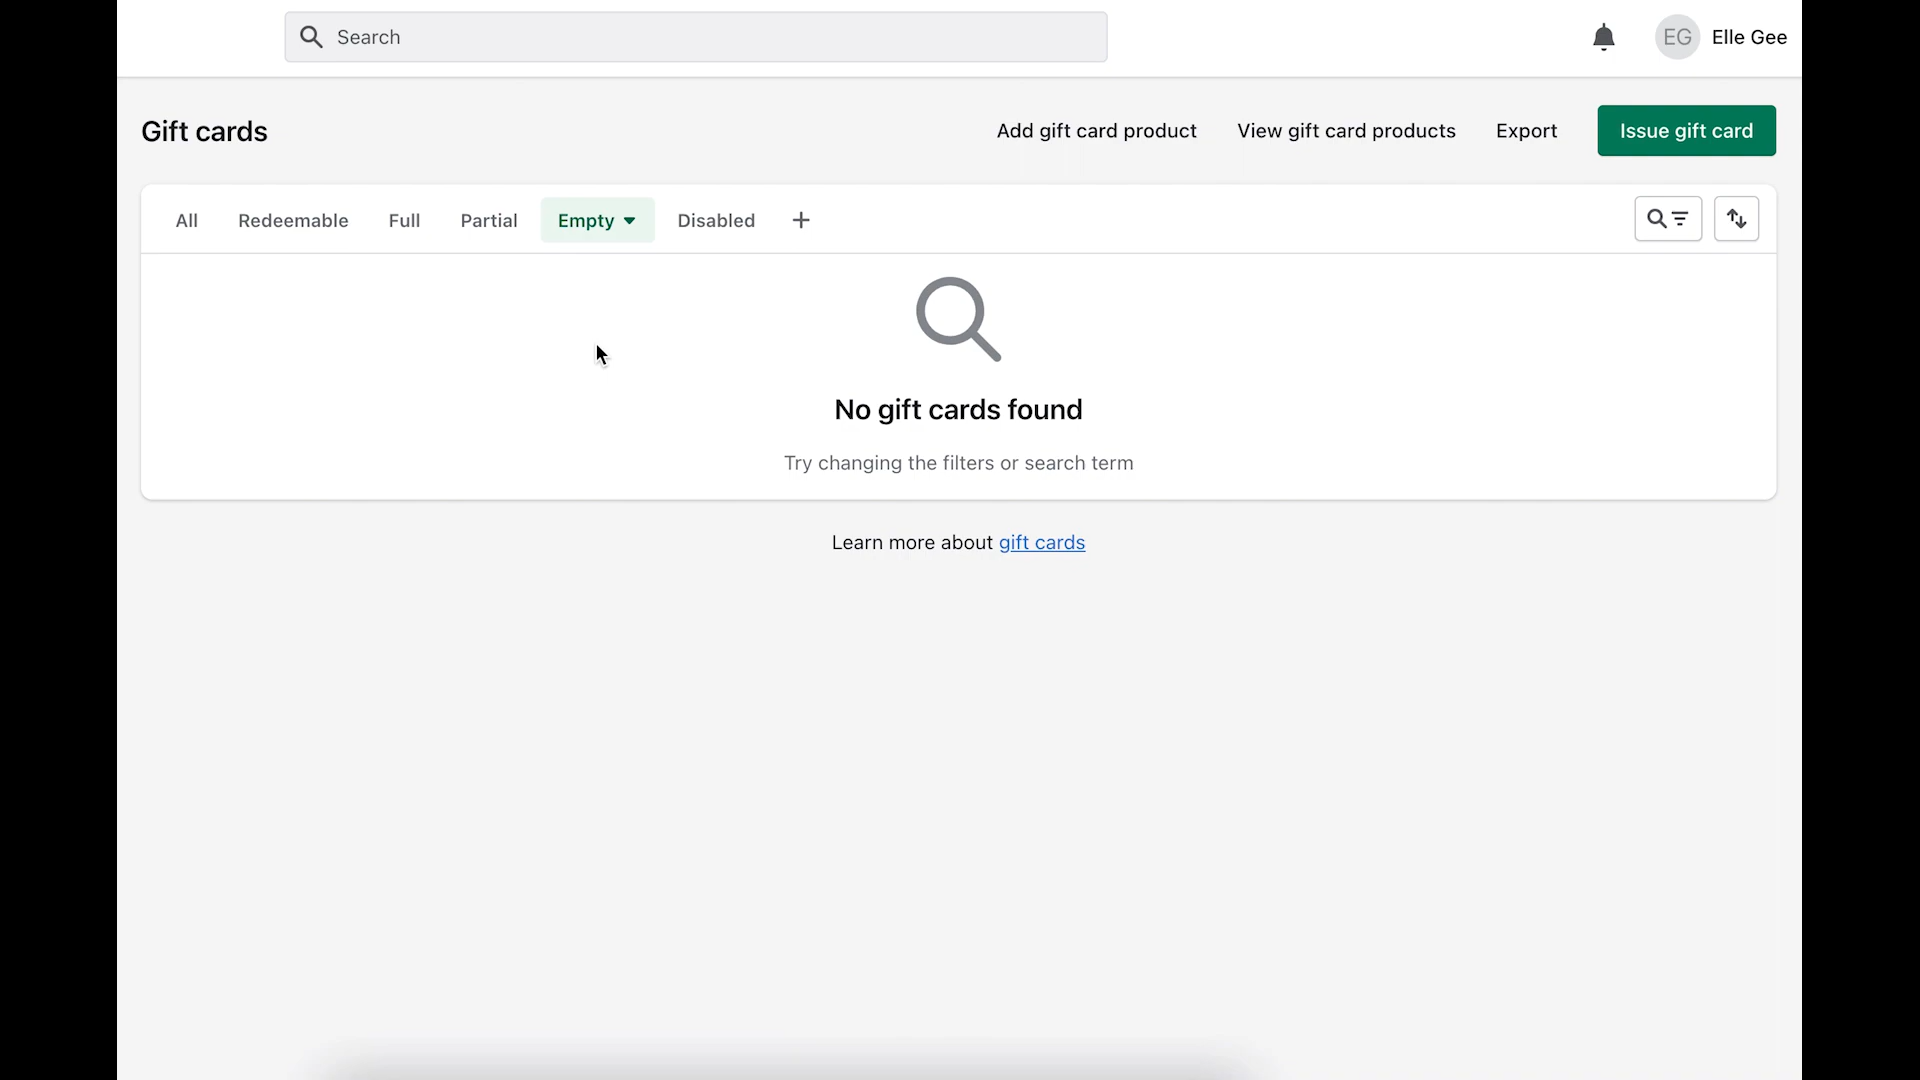 Search
EG Elle Gee
Gift cards
Add gift card product View gift card products Export Issue gift card
All Redeemable Full Partial Empty Disabled +
No gift cards found
Try changing the filters or search term
Learn more about gift cards